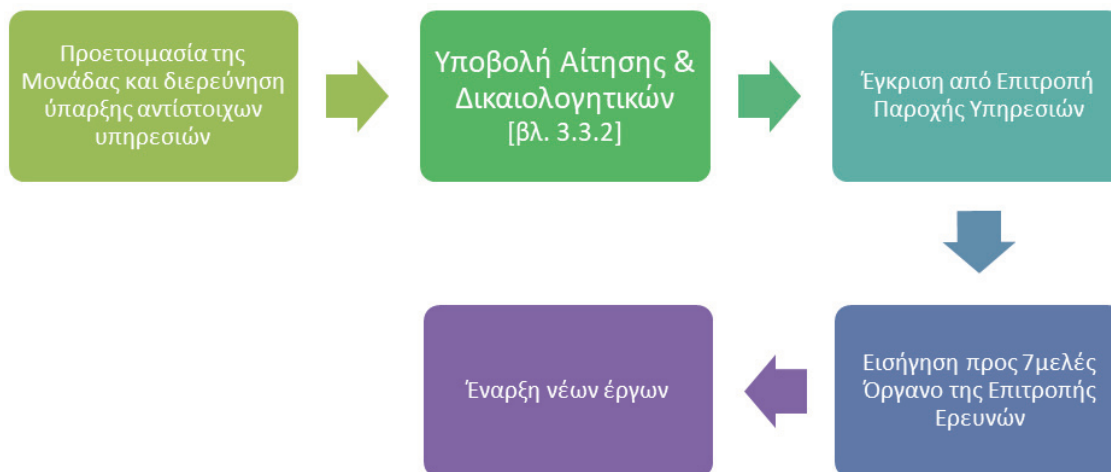 Προετοιμασία της
Μονάδας και διερεύνηση
ύπαρξης αντίστοιχων
υπηρεσιών
Υποβολή Αίτησης &
Δικαιολογητικών
[βλ. 3.3.2]
Έγκριση από Επιτροπή
Παροχής Υπηρεσιών
Εισήγηση προς 7μελές
Όργανο της Επιτροπής
Ερευνών
Έναρξη νέων έργων